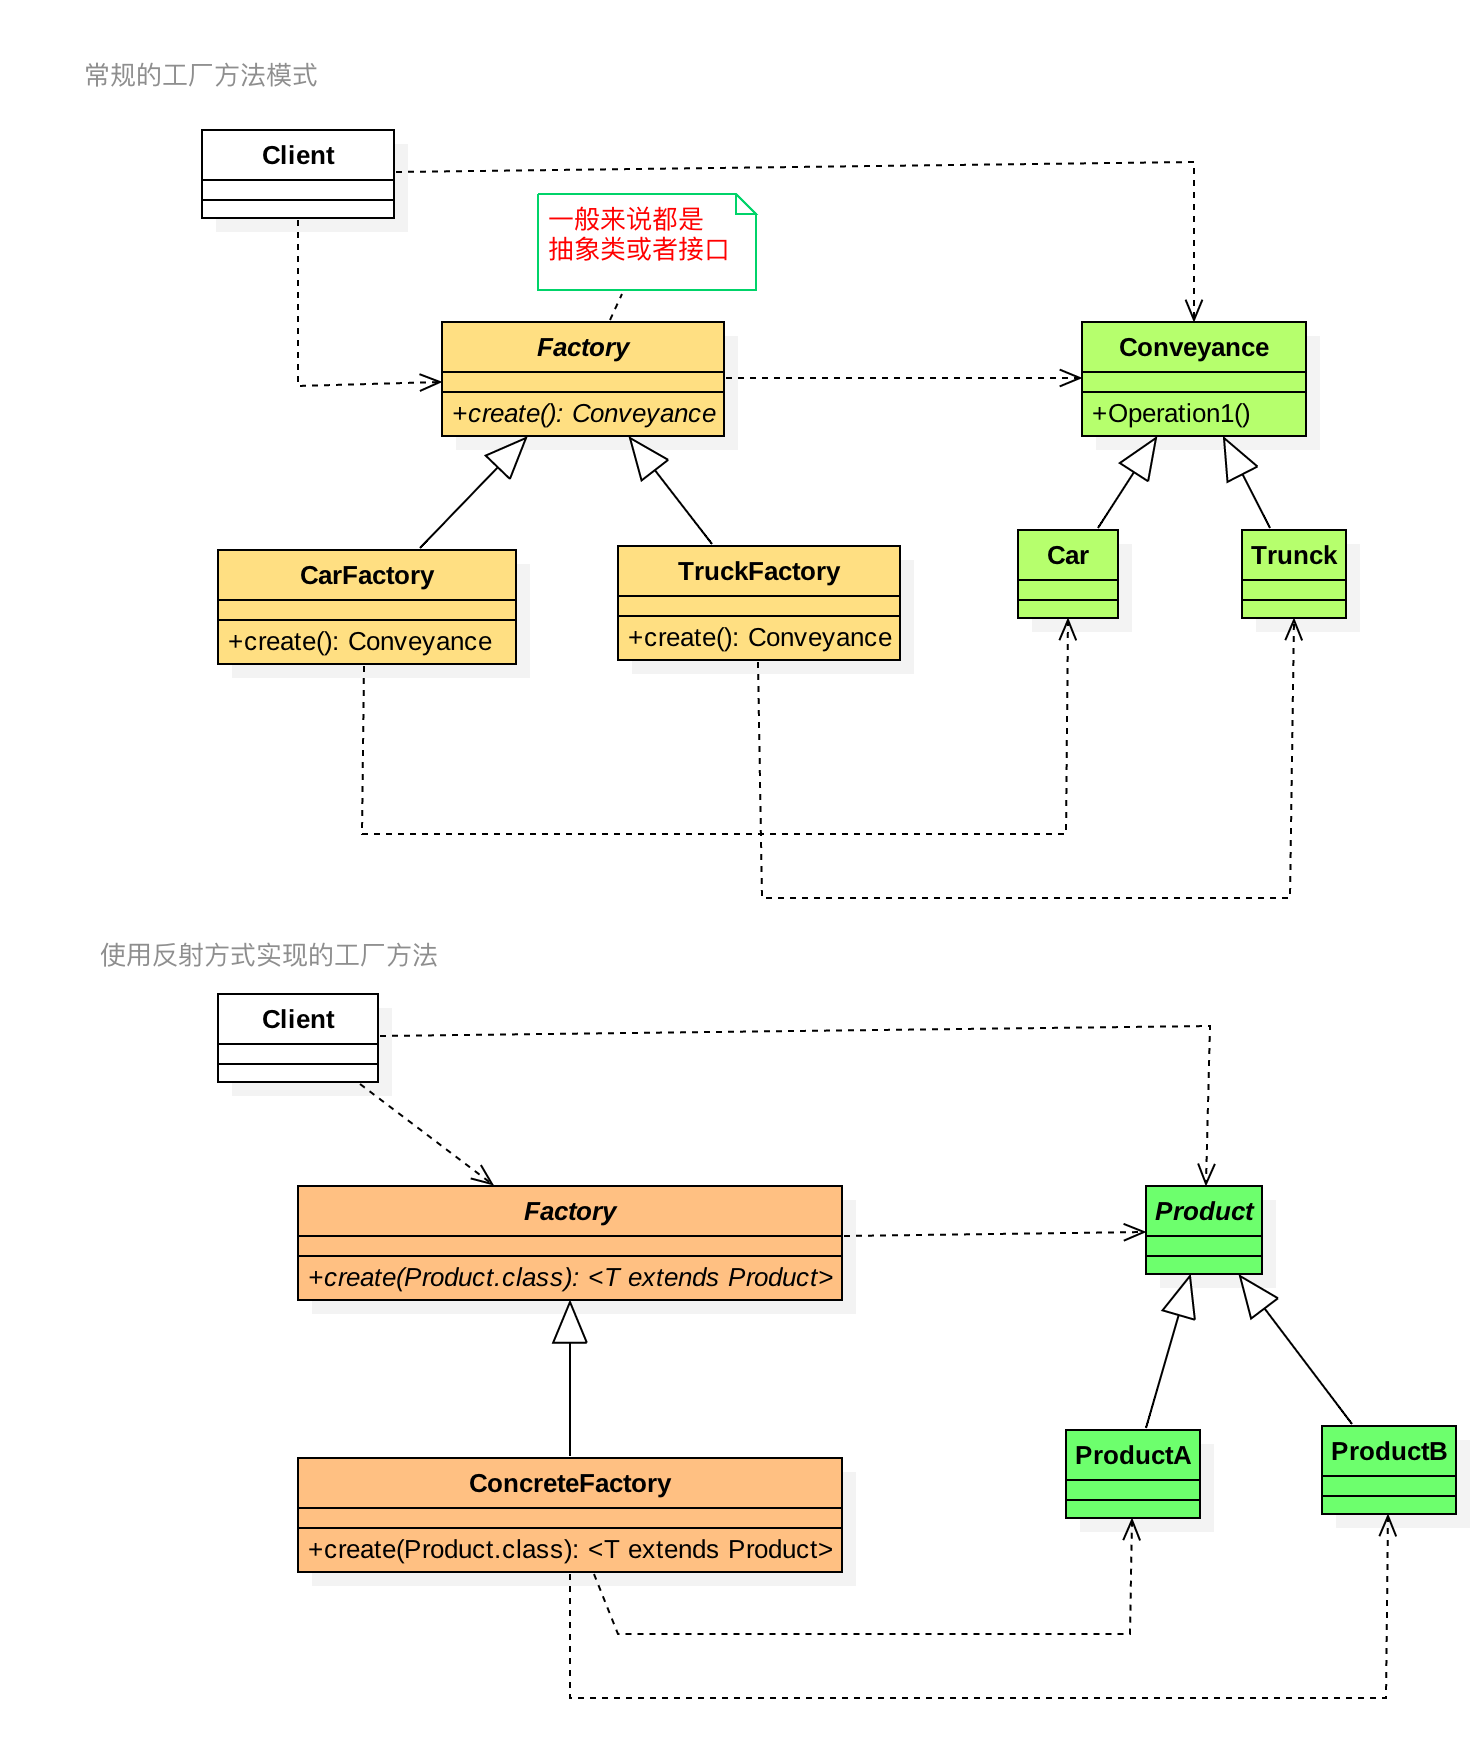 常规的工厂方法模式
Client
一般来说都是
抽象类或者接口
Factory
+create(): Conveyance
Conveyance
+Operation1()
CarFactory
+create(): Conveyance
TruckFactory
+create(): Conveyance
Car
Trunck
使用反射方式实现的工厂方法
Client
Factory
+create(Product.class): <T extends Product>
Product
ConcreteFactory
+create(Product.class): <T extends Product>
ProductA
ProductB